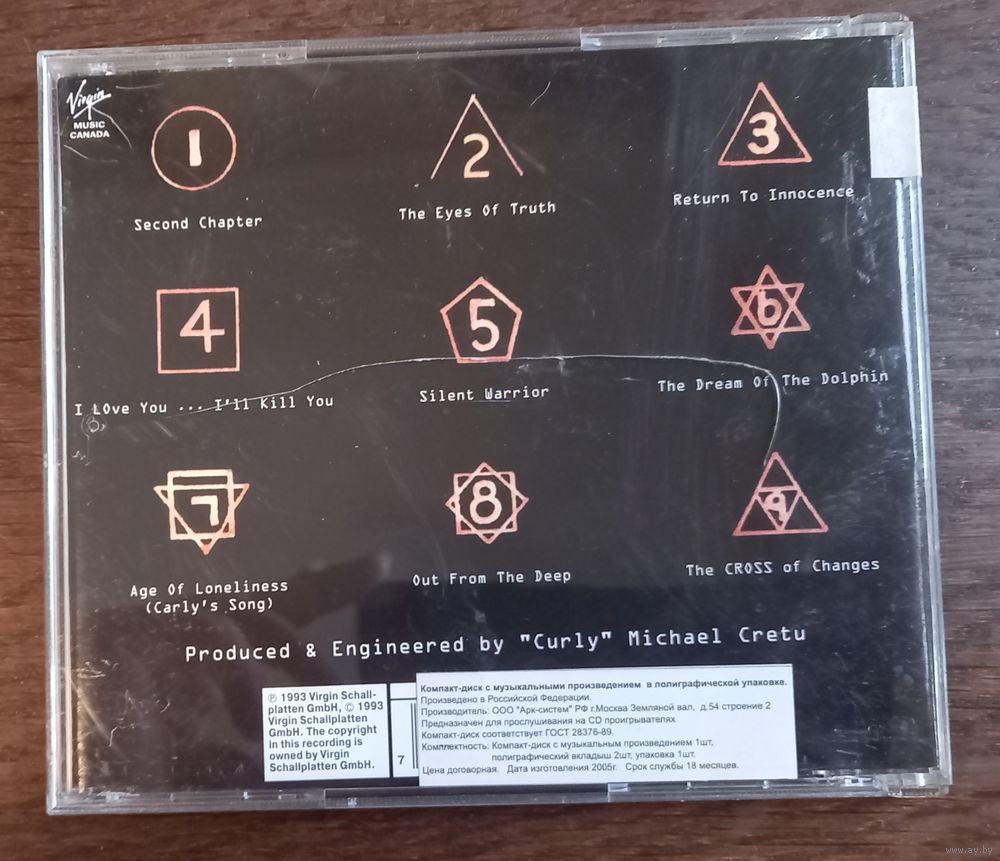 Virgin
MUSIC
CANADA
1
2
3
Second Chapter
The Eyes Of Truth
Return To Innocence
4
5
6
I LOve You ... I'll Kill You
Silent Warrior
The Dream Of The Dolphin
7
8
9
Age Of Loneliness
(Carly's Song)
Out From The Deep
The CROSS of Changes
Produced & Engineered by "Curly" Michael Cretu
℗ 1993 Virgin Schall-
platten GmbH, © 1993
Virgin Schallplatten
GmbH. The copyright
in this recording is
owned by Virgin
Schallplatten GmbH.
7
Компакт-диск с музыкальными произведением в полиграфической упаковке.
Произведено в Российской Федерации.
Производитель: ООО "Арк-систем" РФ г.Москва Земляной вал, д.54 строение 2
Предназначен для прослушивания на CD проигрывателях
Компакт-диск соответствует ГОСТ 28376-89.
Комплектность: Компакт-диск с музыкальным произведением 1шт,
полиграфический вкладыш 2шт, упаковка 1шт.
Цена договорная. Дата изготовления 2005г. Срок службы 18 месяцев.
www.ay.by